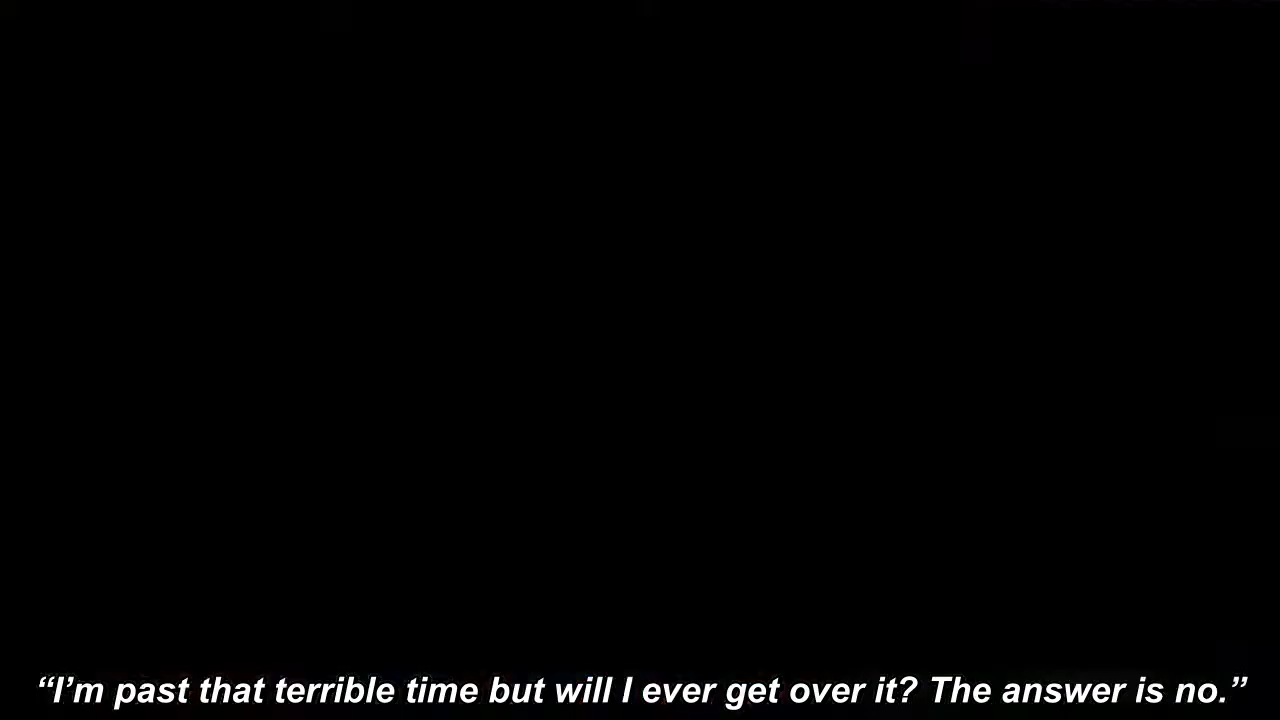 “I’m past that terrible time but will I ever get over it? The answer is no.”